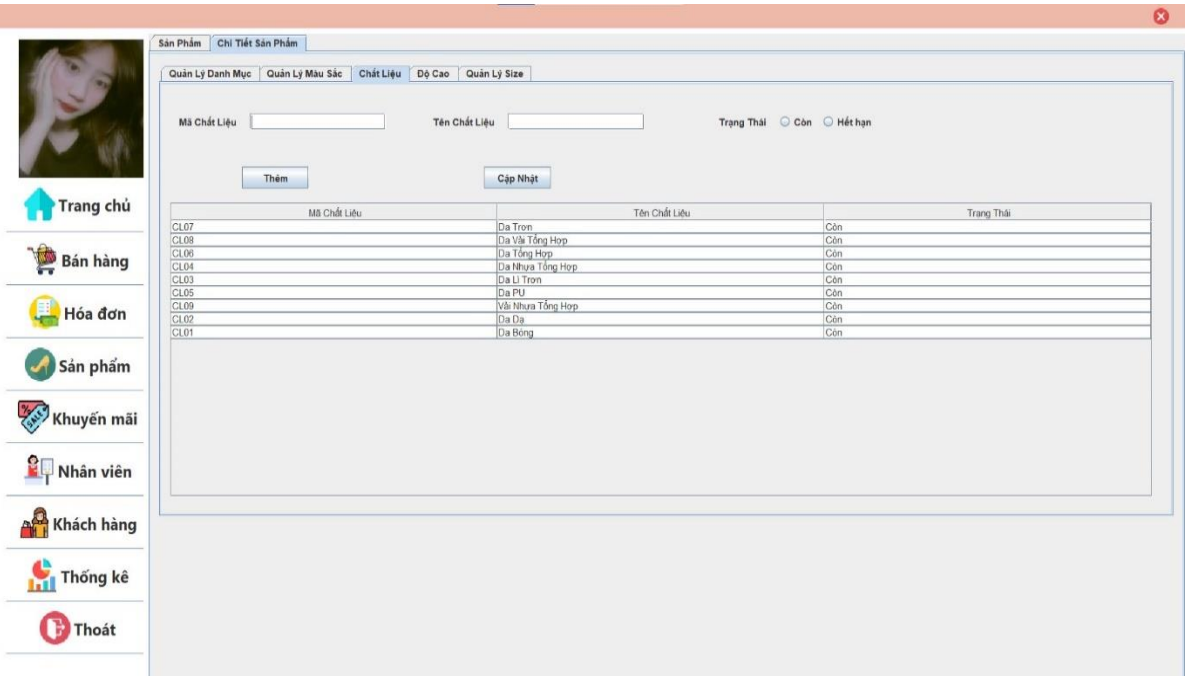 Sản Phẩm Chi Tiết Sản Phẩm
Quản Lý Danh Mục Quản Lý Màu Sắc Chất Liệu Độ Cao Quản Lý Size
Mã Chất Liệu Tên Chất Liệu Trạng Thái Còn Hết hạn
Thêm Cập Nhật
Mã Chất Liệu Tên Chất Liệu Trạng Thái
CL07 Da Trơn Còn
CL08 Da Vải Tổng Hợp Còn
CL06 Da Tổng Hợp Còn
CL04 Da Nhựa Tổng Hợp Còn
CL03 Da Lì Trơn Còn
CL05 Da PU Còn
CL09 Vải Nhựa Tổng Hợp Còn
CL02 Da Dạ Còn
CL01 Da Bóng Còn
Trang chủ
Bán hàng
Hóa đơn
Sản phẩm
Khuyến mãi
Nhân viên
Khách hàng
Thống kê
Thoát